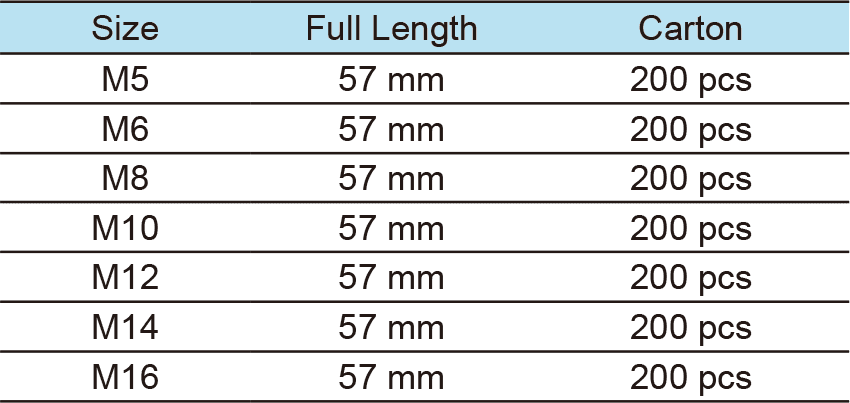 Size Full Length Carton
M5 57 mm 200 pcs
M6 57 mm 200 pcs
M8 57 mm 200 pcs
M10 57 mm 200 pcs
M12 57 mm 200 pcs
M14 57 mm 200 pcs
M16 57 mm 200 pcs